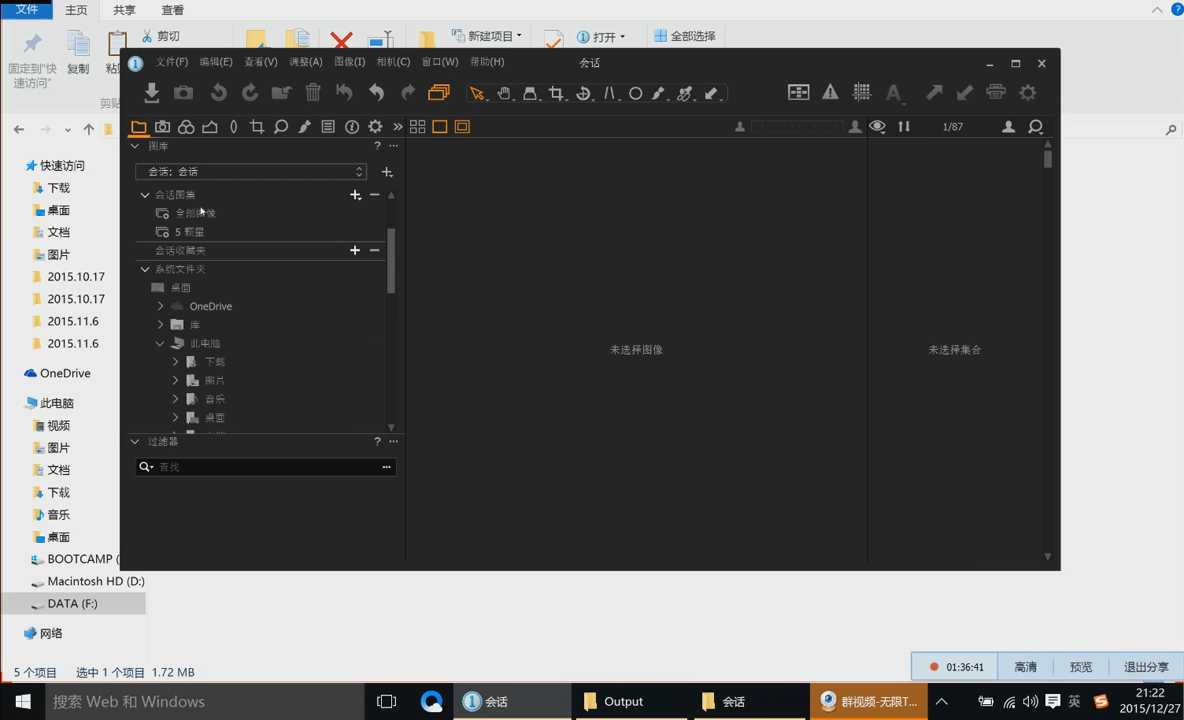 文件 主页 共享 查看
剪切 新建项目 打开 全部选择
固定到"快速访问" 复制 粘贴
剪贴
文件(F) 编辑(E) 查看(V) 调整(A) 图像(I) 相机(C) 窗口(W) 帮助(H) 会话
1/87
图库 ? ...
会话: 会话
会话图集
全部图像
5 颗星
会话收藏夹
系统文件夹
桌面
OneDrive
库
此电脑
下载
图片
音乐
桌面
过滤器 ? ...
查找
未选择图像
未选择集合
快速访问
下载
桌面
文档
图片
2015.10.17
2015.10.17
2015.11.6
2015.11.6
OneDrive
此电脑
视频
图片
文档
下载
音乐
桌面
BOOTCAMP (
Macintosh HD (D:)
DATA (F:)
网络
5 个项目 选中 1 个项目 1.72 MB
01:36:41 高清 预览 退出分享
搜索 Web 和 Windows
会话 Output 会话 群视频-无限T...
英
21:22
2015/12/27